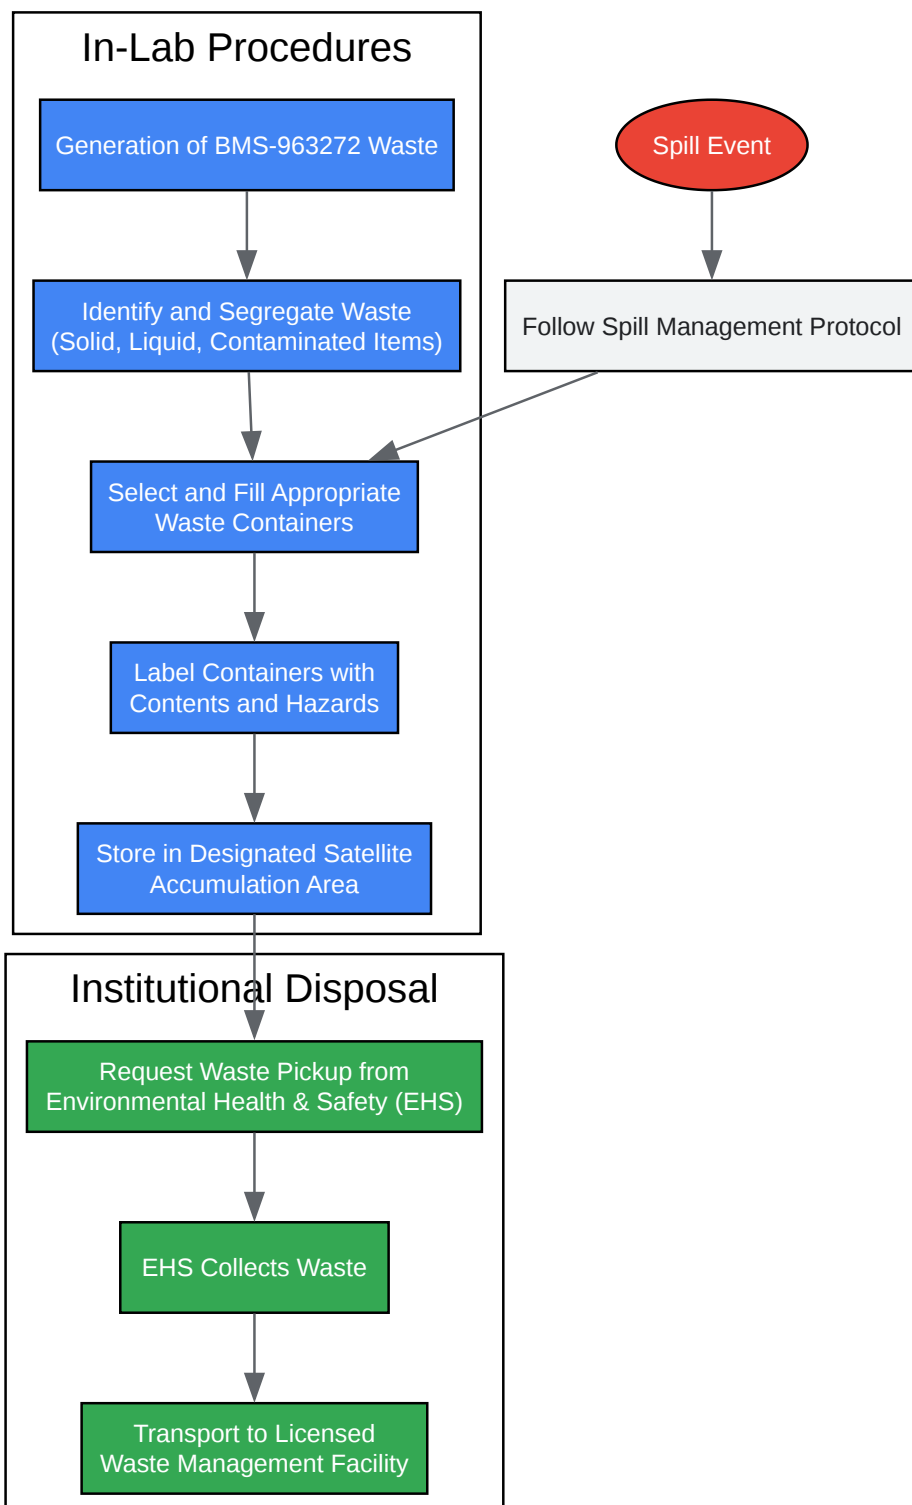 In-Lab Procedures
Generation of BMS-963272 Waste
Spill Event
Identify and Segregate Waste
(Solid, Liquid, Contaminated Items)
Follow Spill Management Protocol
Select and Fill Appropriate
Waste Containers
Label Containers with
Contents and Hazards
Store in Designated Satellite
Accumulation Area
Institutional Disposal
Request Waste Pickup from
Environmental Health & Safety (EHS)
EHS Collects Waste
Transport to Licensed
Waste Management Facility